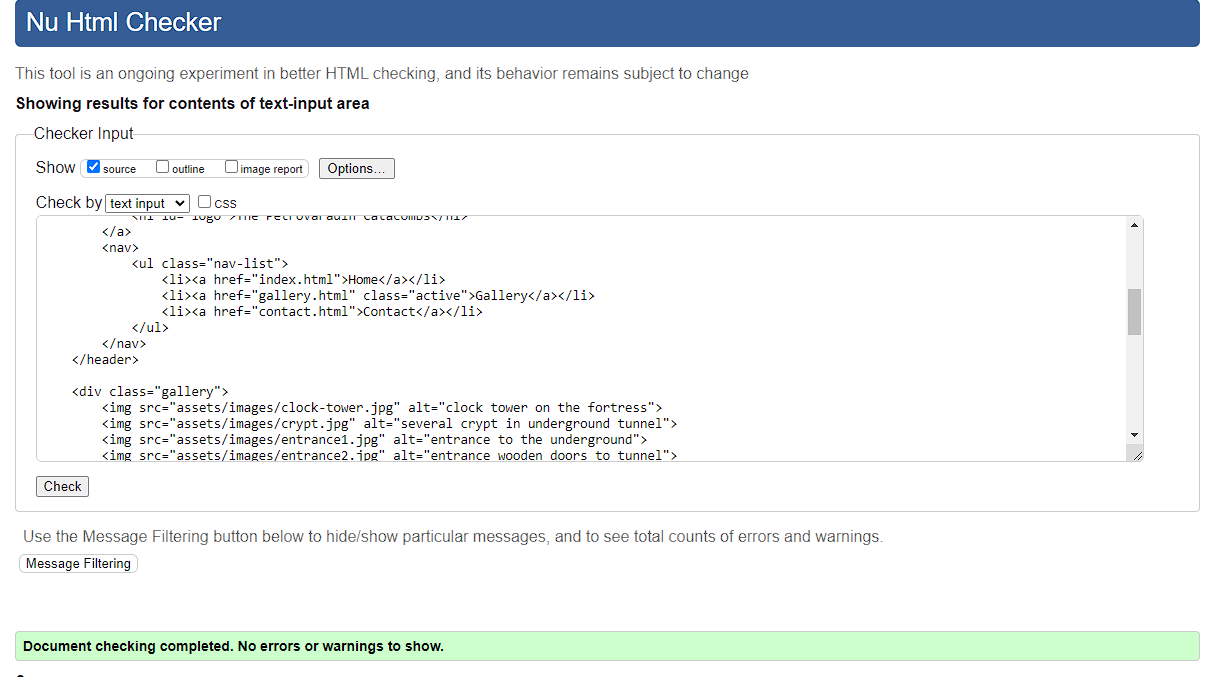 Nu Html Checker
This tool is an ongoing experiment in better HTML checking, and its behavior remains subject to change
Showing results for contents of text-input area
Checker Input
Show source outline image report Options...
Check by text input css
<h1 id="logo">The Petrovaradin Catacombs</h1>
</a>
<nav>
<ul class="nav-list">
<li><a href="index.html">Home</a></li>
<li><a href="gallery.html" class="active">Gallery</a></li>
<li><a href="contact.html">Contact</a></li>
</ul>
</nav>
</header>
<div class="gallery">
<img src="assets/images/clock-tower.jpg" alt="clock tower on the fortress">
<img src="assets/images/crypt.jpg" alt="several crypt in underground tunnel">
<img src="assets/images/entrance1.jpg" alt="entrance to the underground">
<img src="assets/images/entrance2.jpg" alt="entrance wooden doors to tunnel">
Check
Use the Message Filtering button below to hide/show particular messages, and to see total counts of errors and warnings.
Message Filtering
Document checking completed. No errors or warnings to show.